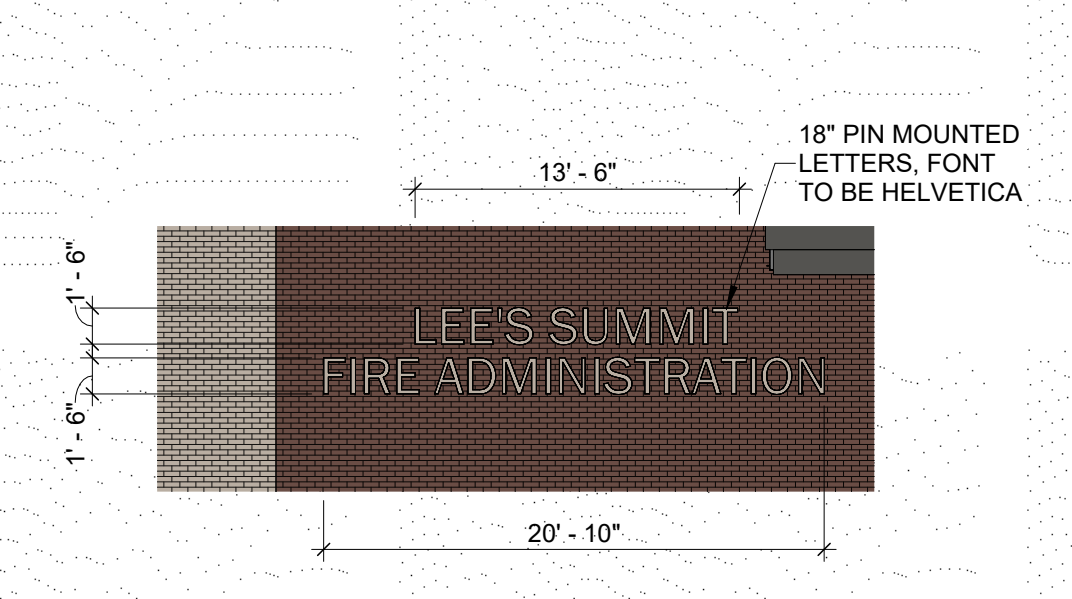 18" PIN MOUNTED
LETTERS, FONT
TO BE HELVETICA
13' - 6"
1' - 6"
LEE'S SUMMIT
FIRE ADMINISTRATION
1' - 6"
20' - 10"